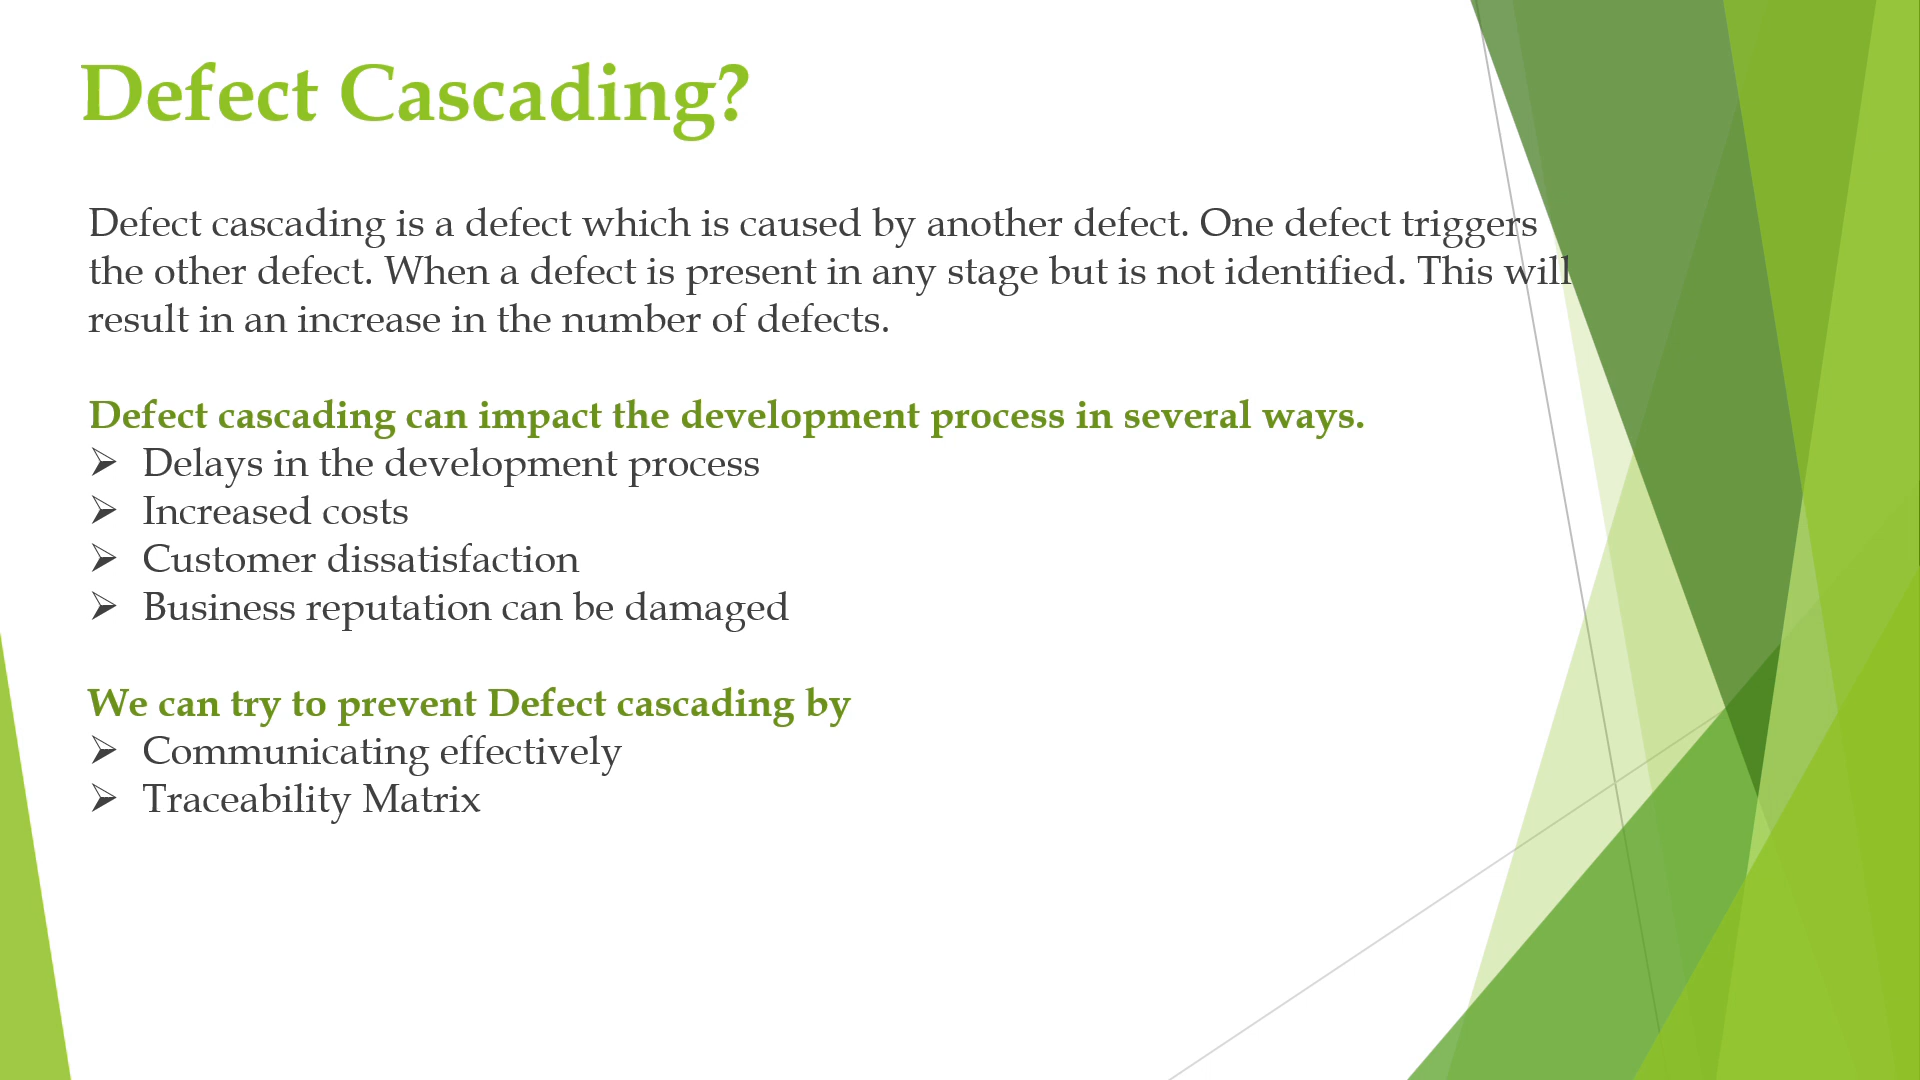 Defect Cascading?
Defect cascading is a defect which is caused by another defect. One defect triggers
the other defect. When a defect is present in any stage but is not identified. This will
result in an increase in the number of defects.
Defect cascading can impact the development process in several ways.
➢ Delays in the development process
➢ Increased costs
➢ Customer dissatisfaction
➢ Business reputation can be damaged
We can try to prevent Defect cascading by
➢ Communicating effectively
➢ Traceability Matrix